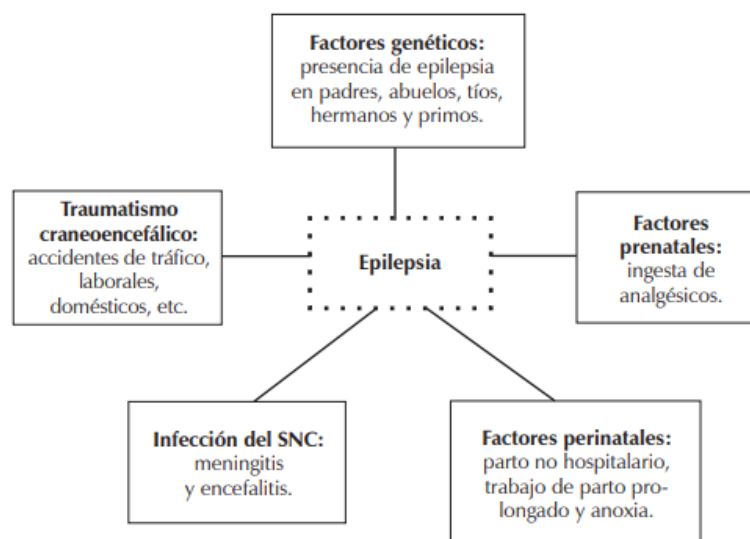 Factores genéticos:
presencia de epilepsia
en padres, abuelos, tíos,
hermanos y primos.
Traumatismo
craneoencefálico:
accidentes de tráfico,
laborales,
domésticos, etc.
Epilepsia
Factores
prenatales:
ingesta de
analgésicos.
Infección del SNC:
meningitis
y encefalitis.
Factores perinatales:
parto no hospitalario,
trabajo de parto pro-
longado y anoxia.